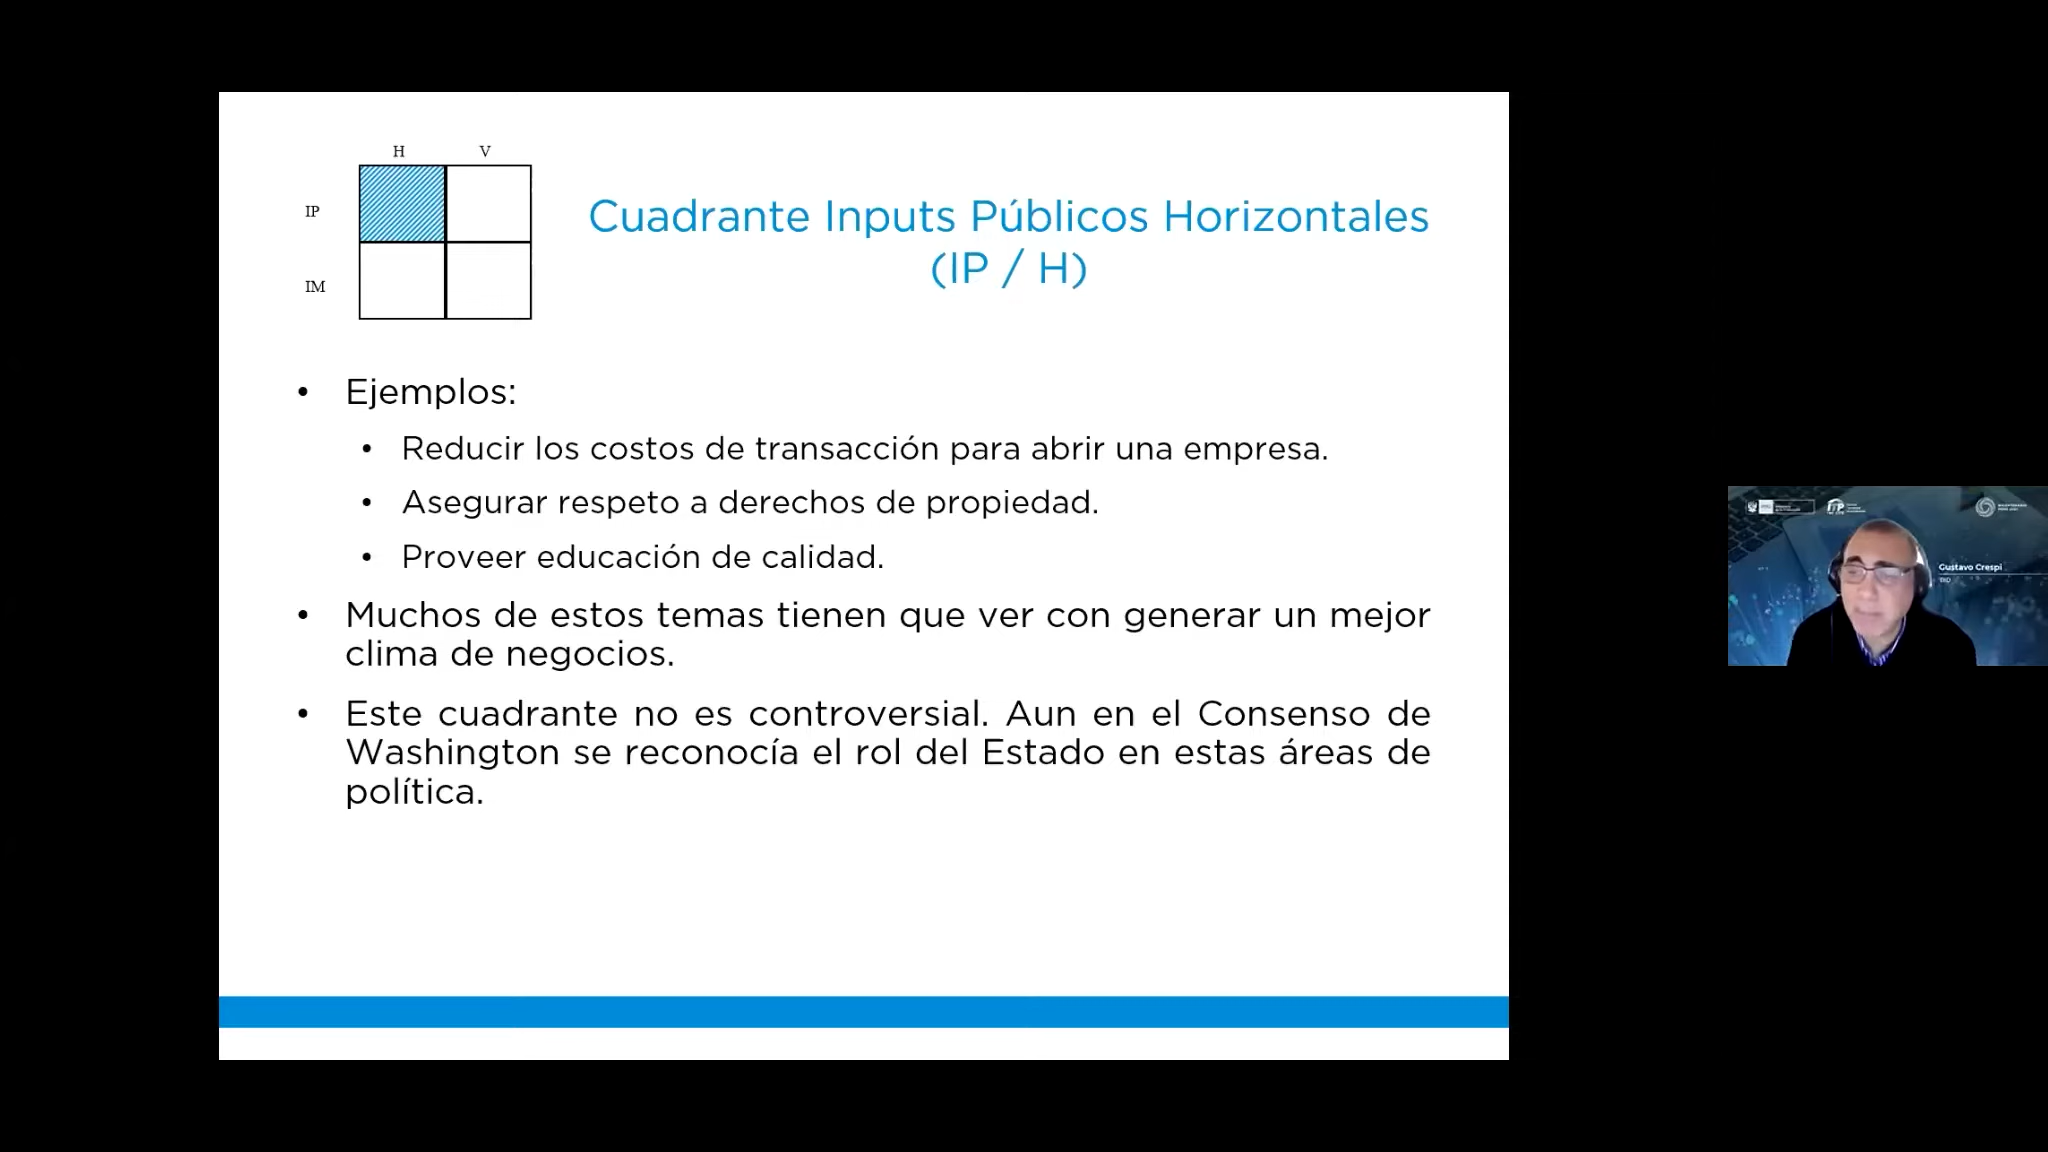 H V
IP
IM
Cuadrante Inputs Públicos Horizontales
(IP / H)
• Ejemplos:
• Reducir los costos de transacción para abrir una empresa.
• Asegurar respeto a derechos de propiedad.
• Proveer educación de calidad.
• Muchos de estos temas tienen que ver con generar un mejor
clima de negocios.
• Este cuadrante no es controversial. Aun en el Consenso de
Washington se reconocía el rol del Estado en estas áreas de
política.
Gustavo Crespi